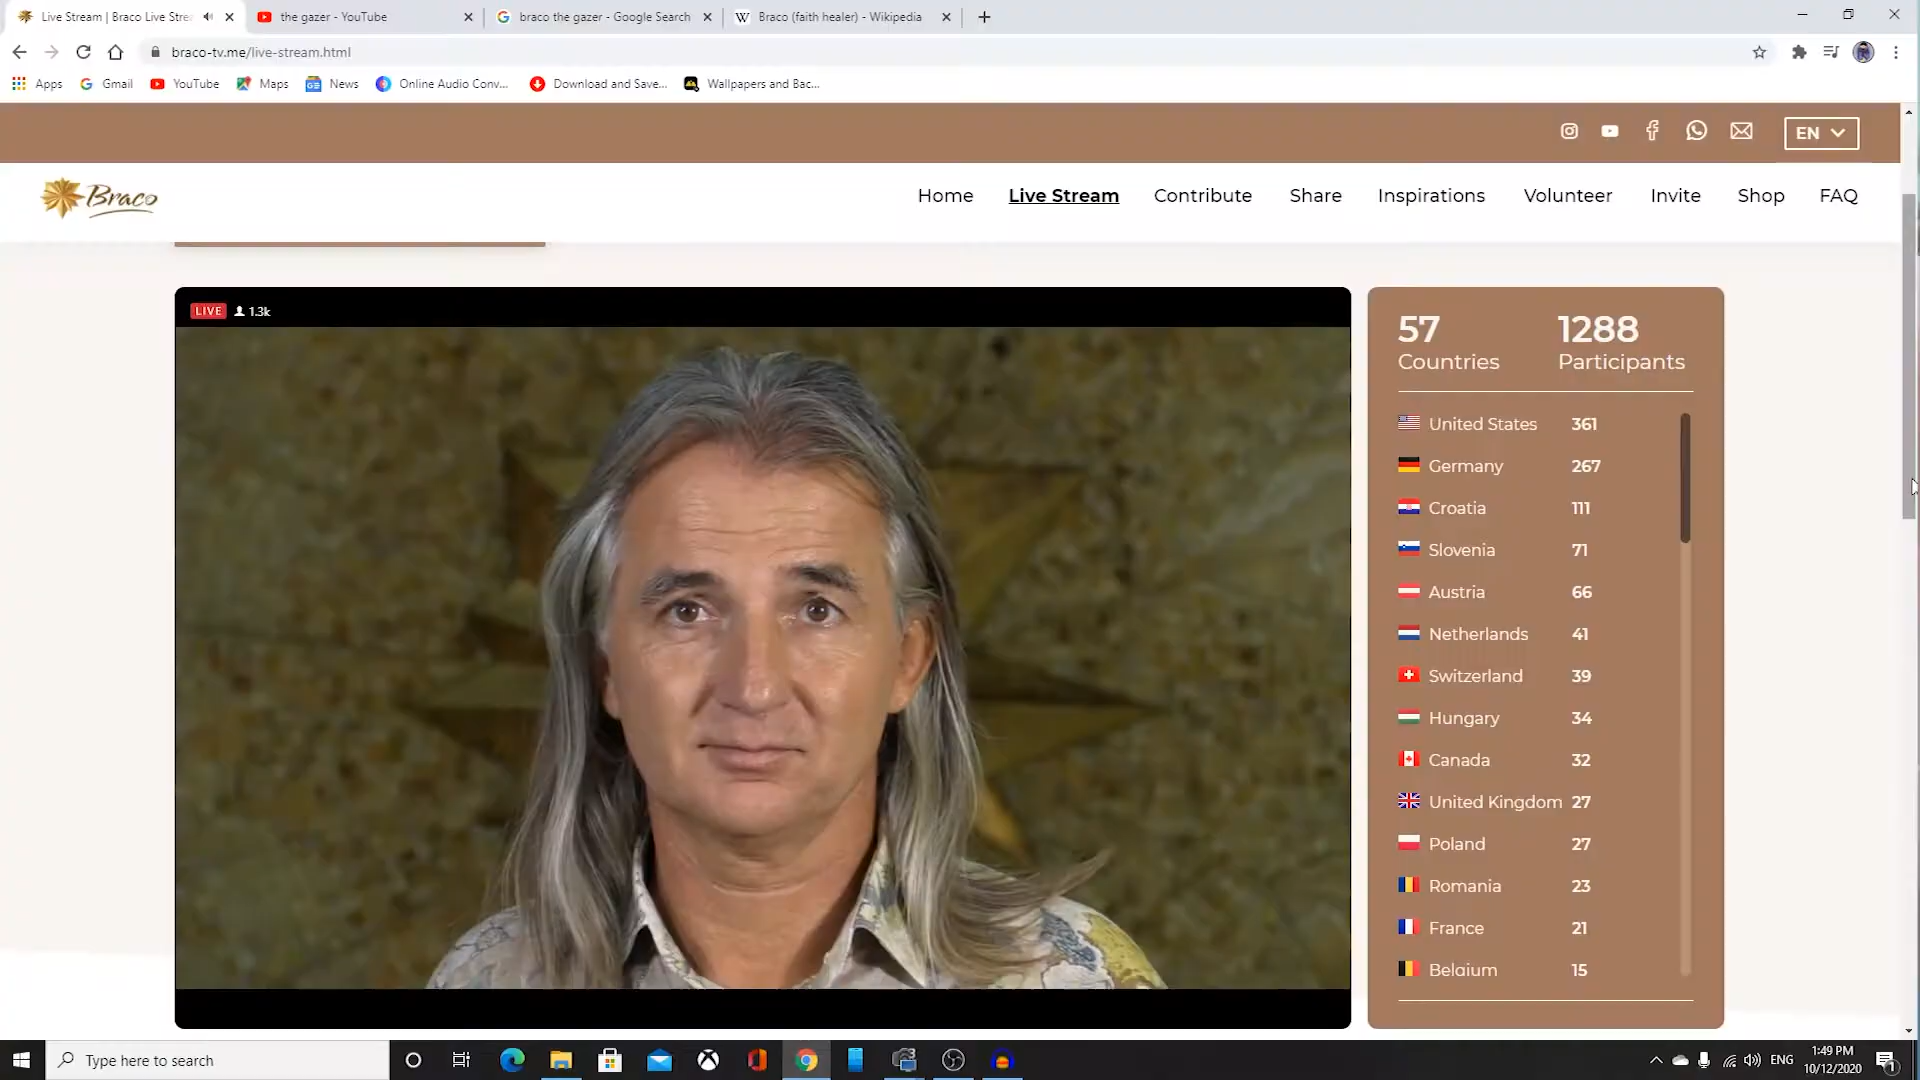 Live Stream | Braco Live Strea
the gazer - YouTube
braco the gazer - Google Search
Braco (faith healer) - Wikipedia
braco-tv.me/live-stream.html
Apps
Gmail
YouTube
Maps
News
Online Audio Conv...
Download and Save...
Wallpapers and Bac...
EN
Braco
Home
Live Stream
Contribute
Share
Inspirations
Volunteer
Invite
Shop
FAQ
LIVE 1.3k
57 1288
Countries Participants
United States 361
Germany 267
Croatia 111
Slovenia 71
Austria 66
Netherlands 41
Switzerland 39
Hungary 34
Canada 32
United Kingdom 27
Poland 27
Romania 23
France 21
Belgium 15
Type here to search
ENG
1:49 PM
10/12/2020
1